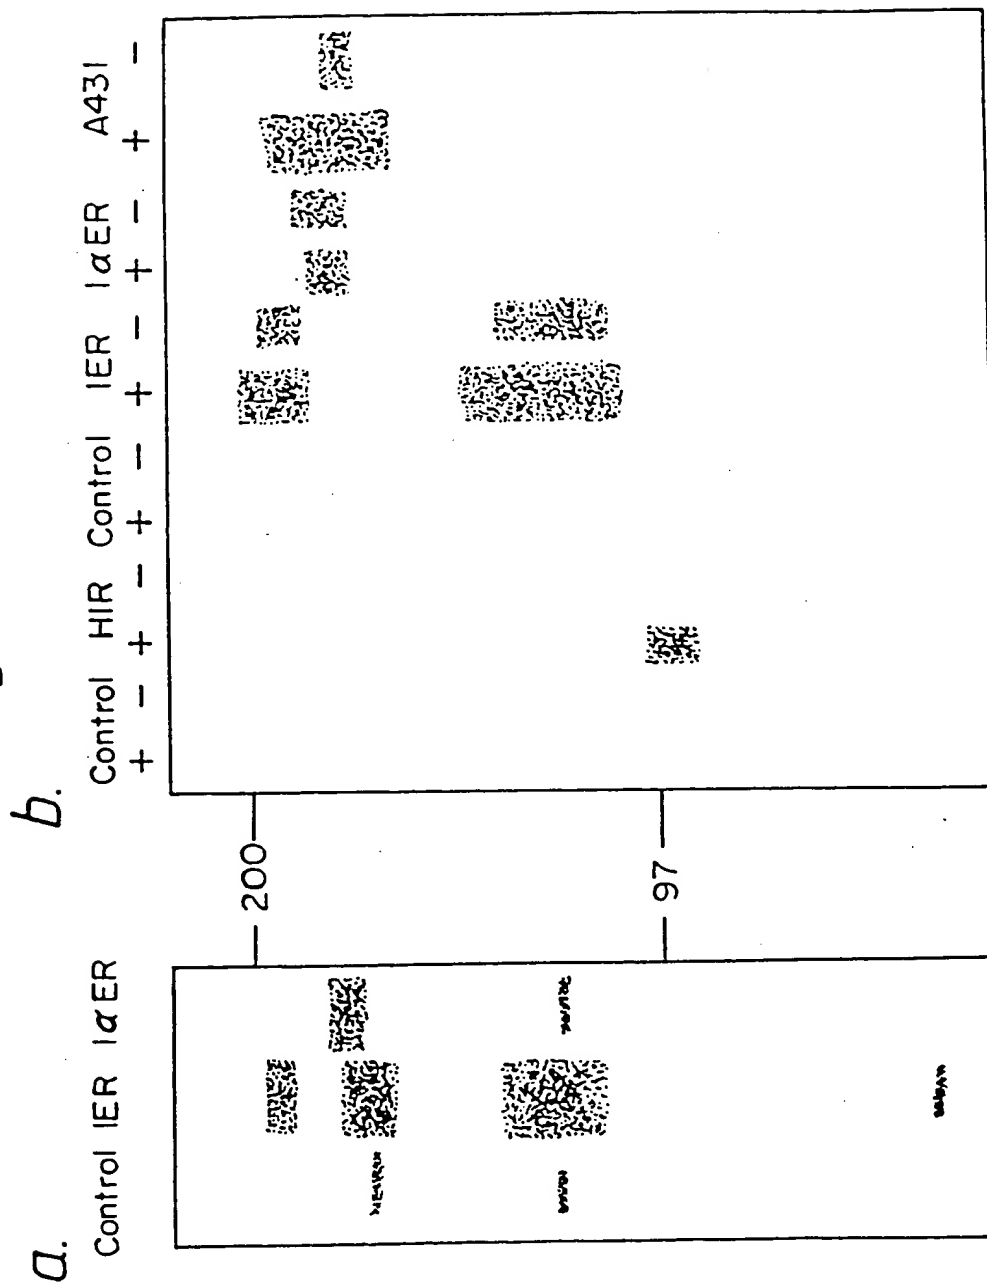 a.
Control IER IαER
200
97
b.
Control HIR Control IER IαER A431
+ − + − + − + − + − + −